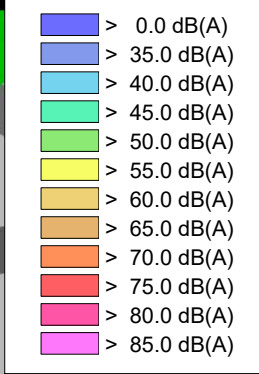 > 0.0 dB(A)
> 35.0 dB(A)
> 40.0 dB(A)
> 45.0 dB(A)
> 50.0 dB(A)
> 55.0 dB(A)
> 60.0 dB(A)
> 65.0 dB(A)
> 70.0 dB(A)
> 75.0 dB(A)
> 80.0 dB(A)
> 85.0 dB(A)